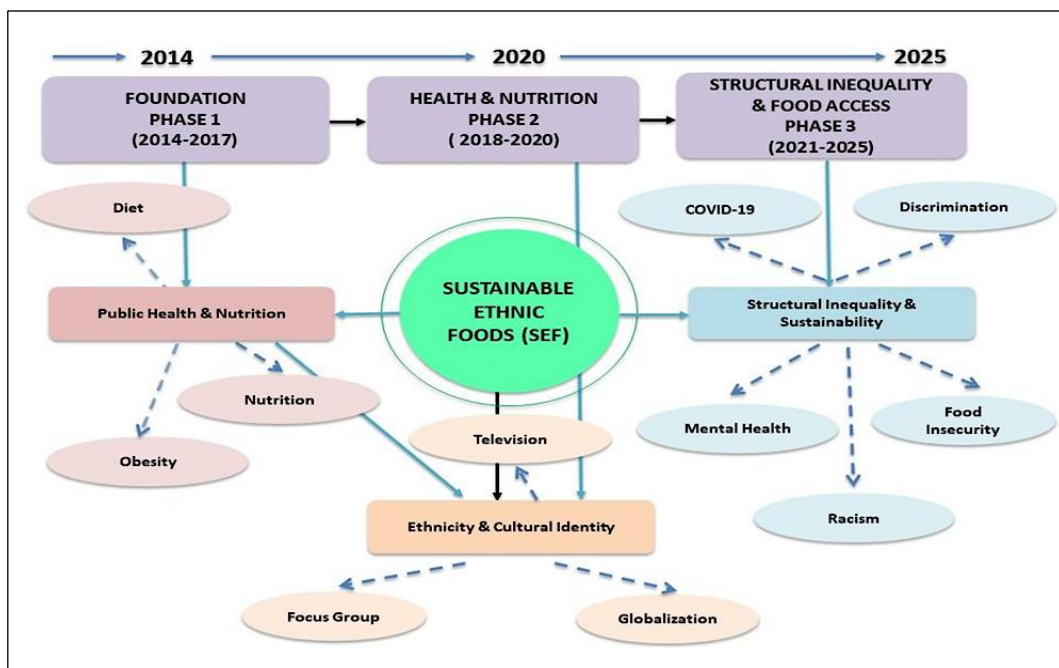 2014
2020
2025
FOUNDATION
PHASE 1
(2014-2017)
HEALTH & NUTRITION
PHASE 2
( 2018-2020)
STRUCTURAL INEQUALITY
& FOOD ACCESS
PHASE 3
(2021-2025)
Diet
COVID-19
Discrimination
Public Health & Nutrition
SUSTAINABLE
ETHNIC
FOODS (SEF)
Structural Inequality &
Sustainability
Nutrition
Obesity
Television
Mental Health
Food
Insecurity
Racism
Ethnicity & Cultural Identity
Focus Group
Globalization